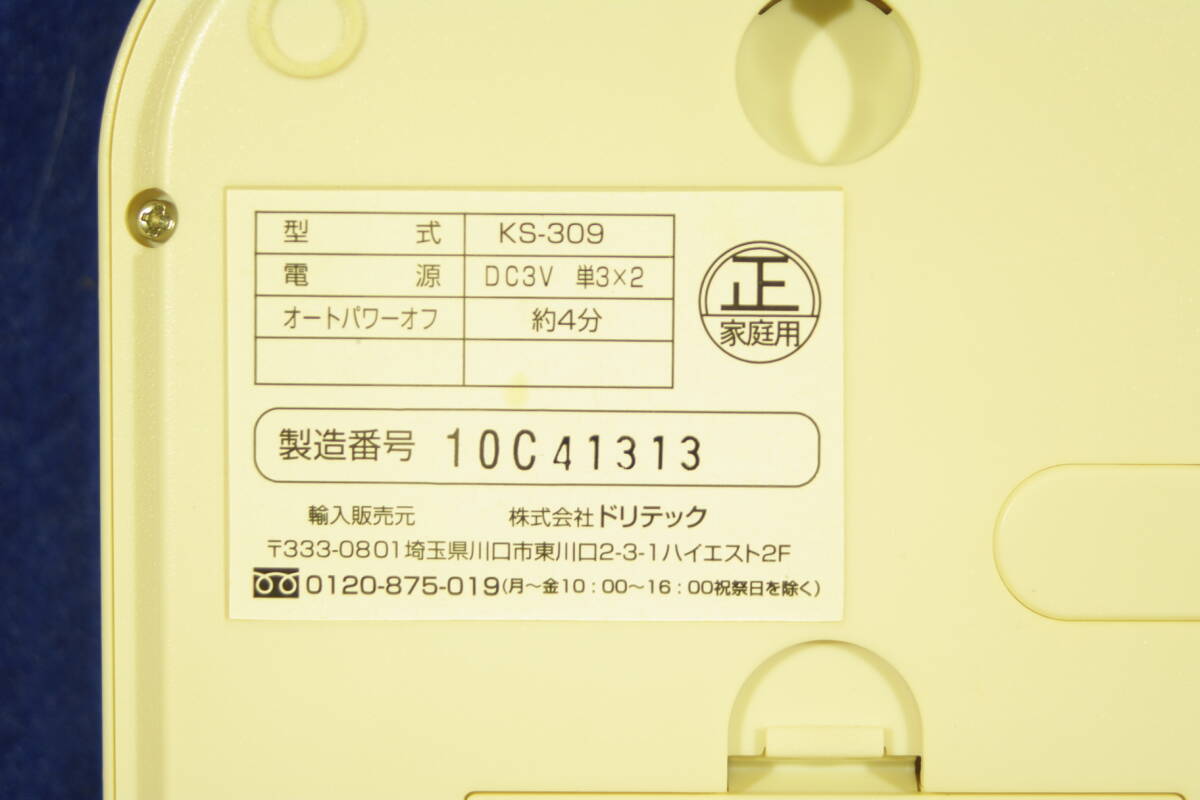 型式 KS-309
電源 DC3V 単3×2
オートパワーオフ 約4分
正
家庭用
製造番号 10C41313
輸入販売元 株式会社ドリテック
〒333-0801埼玉県川口市東川口2-3-1ハイエスト2F
0120-875-019(月～金10:00～16:00祝祭日を除く)